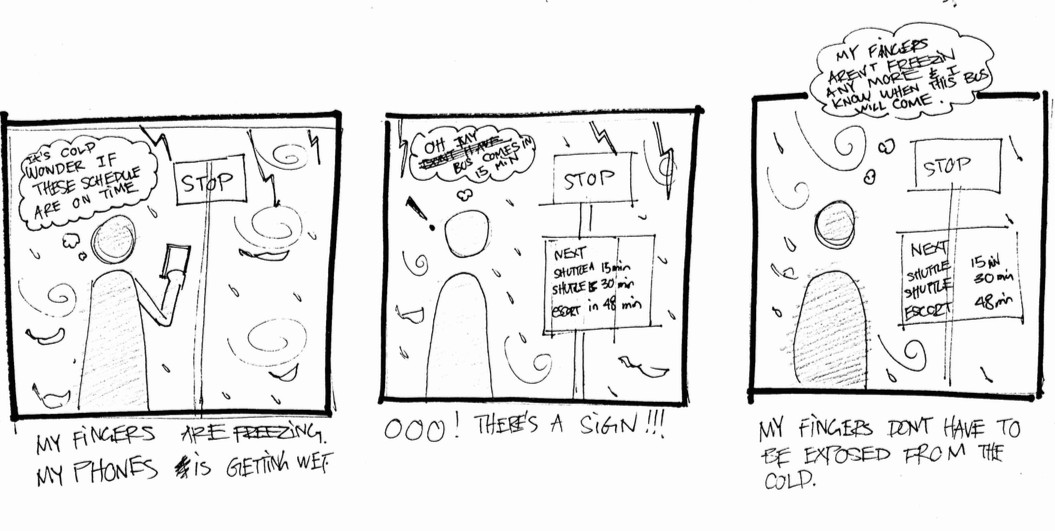 IT'S COLD
WONDER IF
THESE SCHEDULE
ARE ON TIME
STOP
MY FINGERS ARE FREEZING.
MY PHONES IS GETTING WET.
OH MY
BUS COMES IN
15 MIN
!
STOP
NEXT
SHUTTLE A 15 min
SHUTTLE B 30 min
ESCORT in 48 min
OOO! THERE'S A SIGN!!!
MY FINGERS
AREN'T FREEZIN
ANY MORE & I
KNOW WHEN THIS BUS
WILL COME.
STOP
NEXT
SHUTTLE 15 IN
SHUTTLE 30 min
ESCORT 48 min
MY FINGERS DON'T HAVE TO
BE EXPOSED FROM THE
COLD.